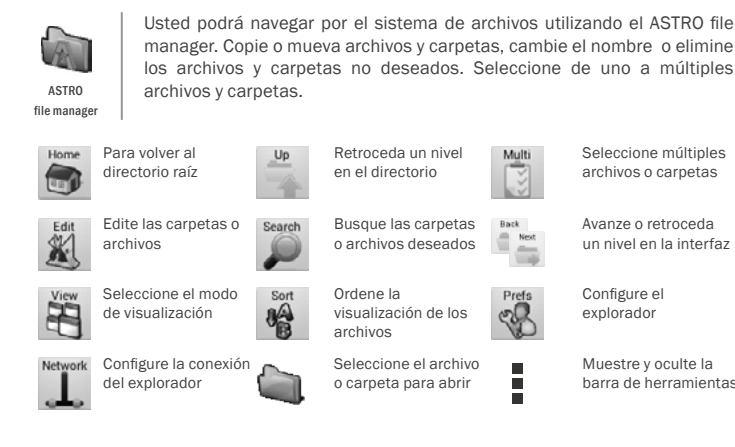 Usted podrá navegar por el sistema de archivos utilizando el ASTRO file
manager. Copie o mueva archivos y carpetas, cambie el nombre o elimine
los archivos y carpetas no deseados. Seleccione de uno a múltiples
archivos y carpetas.
ASTRO
file manager
Home
Para volver al
directorio raíz
Up
Retroceda un nivel
en el directorio
Multi
Seleccione múltiples
archivos o carpetas
Edit
Edite las carpetas o
archivos
Search
Busque las carpetas
o archivos deseados
Back
Next
Avanze o retroceda
un nivel en la interfaz
View
Seleccione el modo
de visualización
Sort
A
B
Ordene la
visualización de los
archivos
Prefs
Configure el
explorador
Network
Configure la conexión
del explorador
Seleccione el archivo
o carpeta para abrir
Muestre y oculte la
barra de herramientas